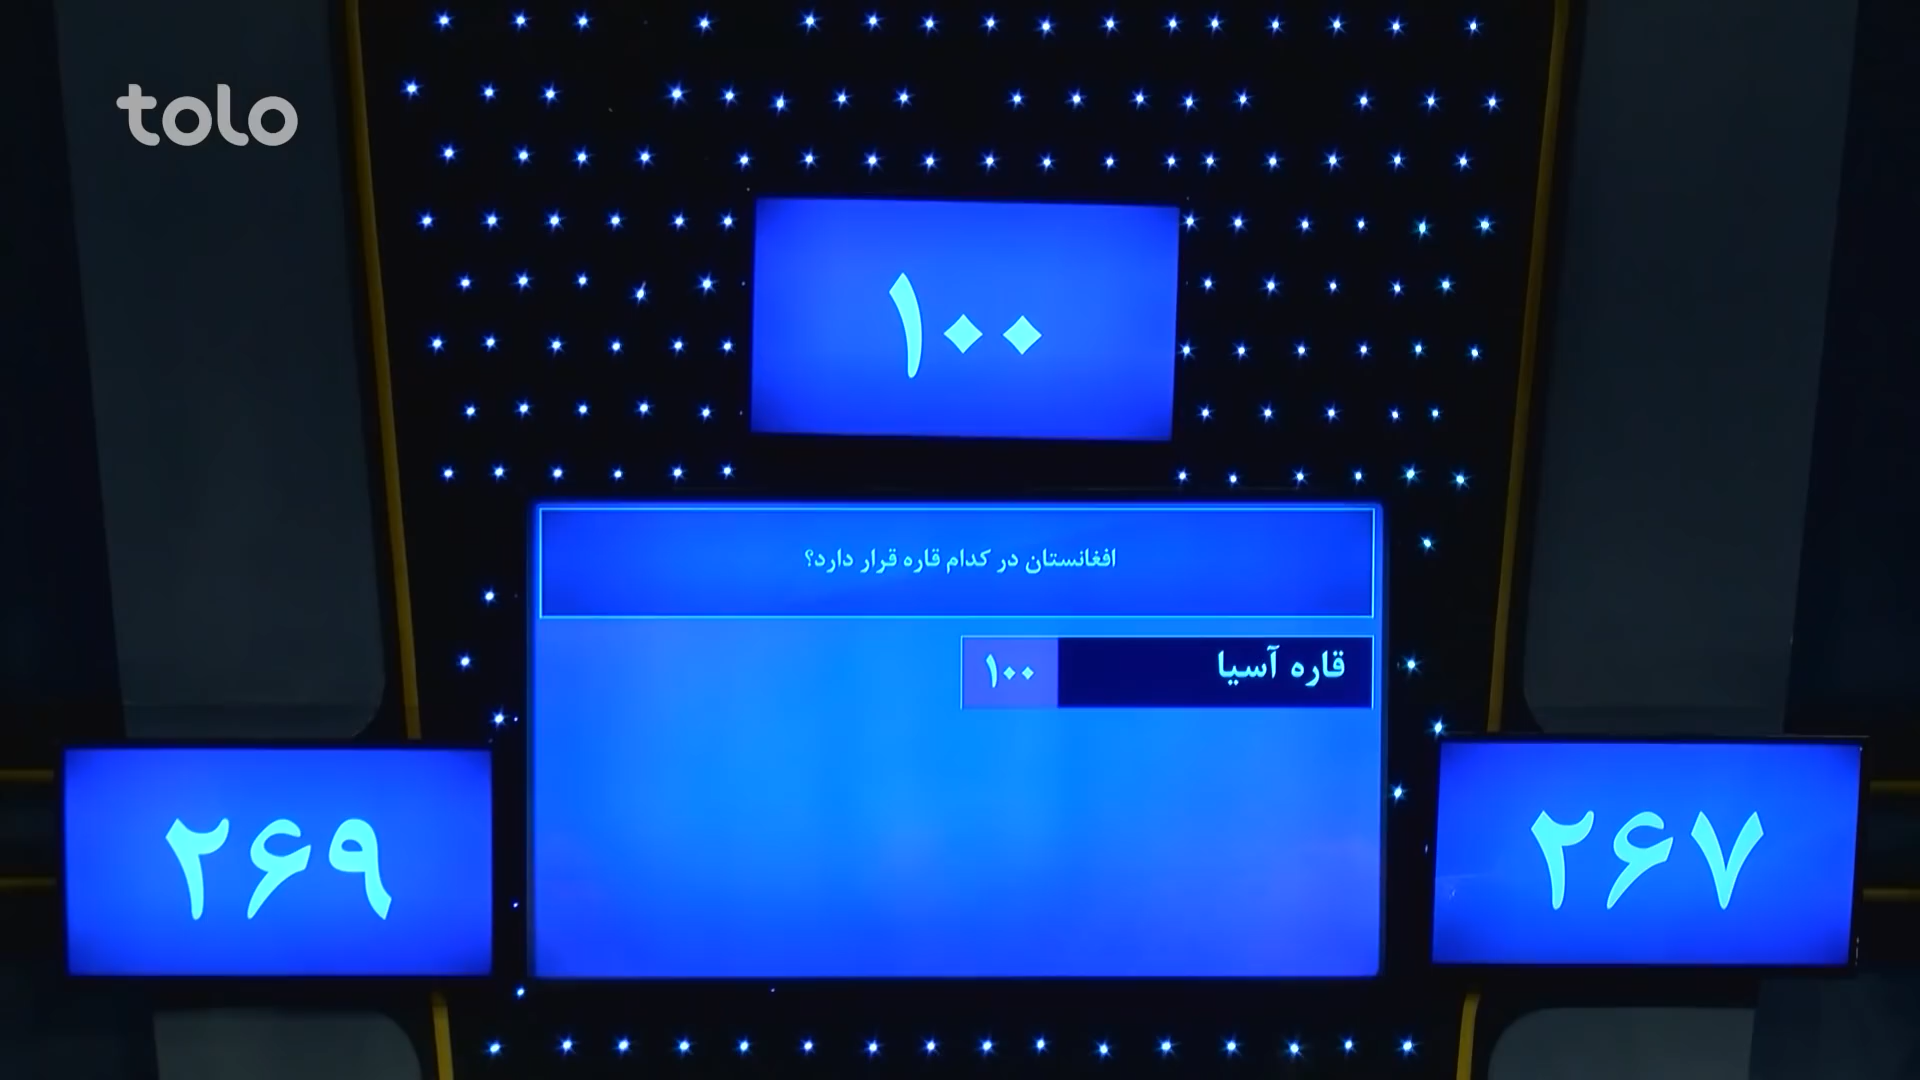 tolo
۱۰۰
افغانستان در کدام قاره قرار دارد؟
قاره آسیا ۱۰۰
۲۶۹
۲۶۷